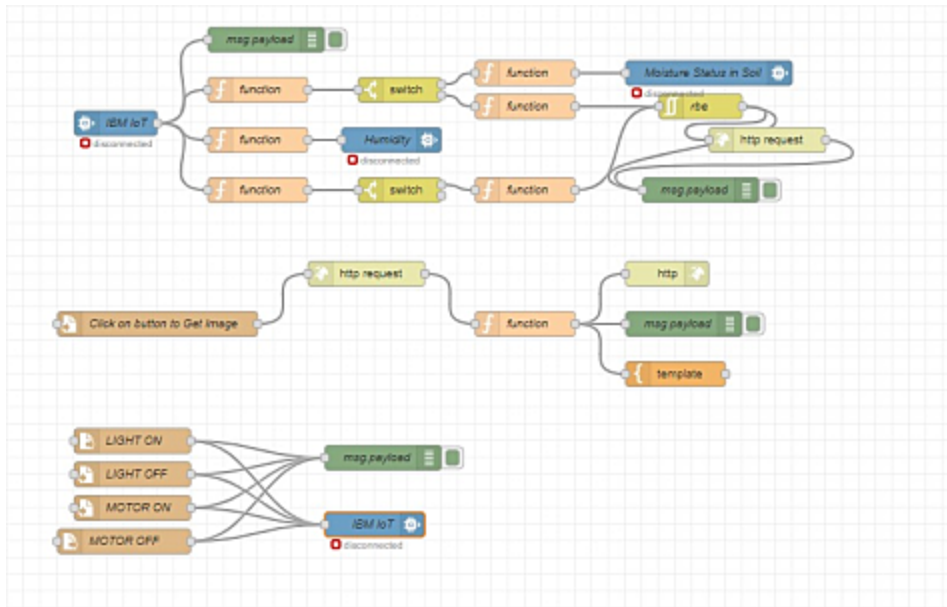 msg.payload
function
switch
function
Moisture Status in Soil
disconnected
function
rbe
IBM IoT
disconnected
function
Humidity
disconnected
http request
function
switch
function
msg.payload
http request
http
Click on button to Get Image
function
msg.payload
template
LIGHT ON
msg.payload
LIGHT OFF
MOTOR ON
IBM IoT
disconnected
MOTOR OFF